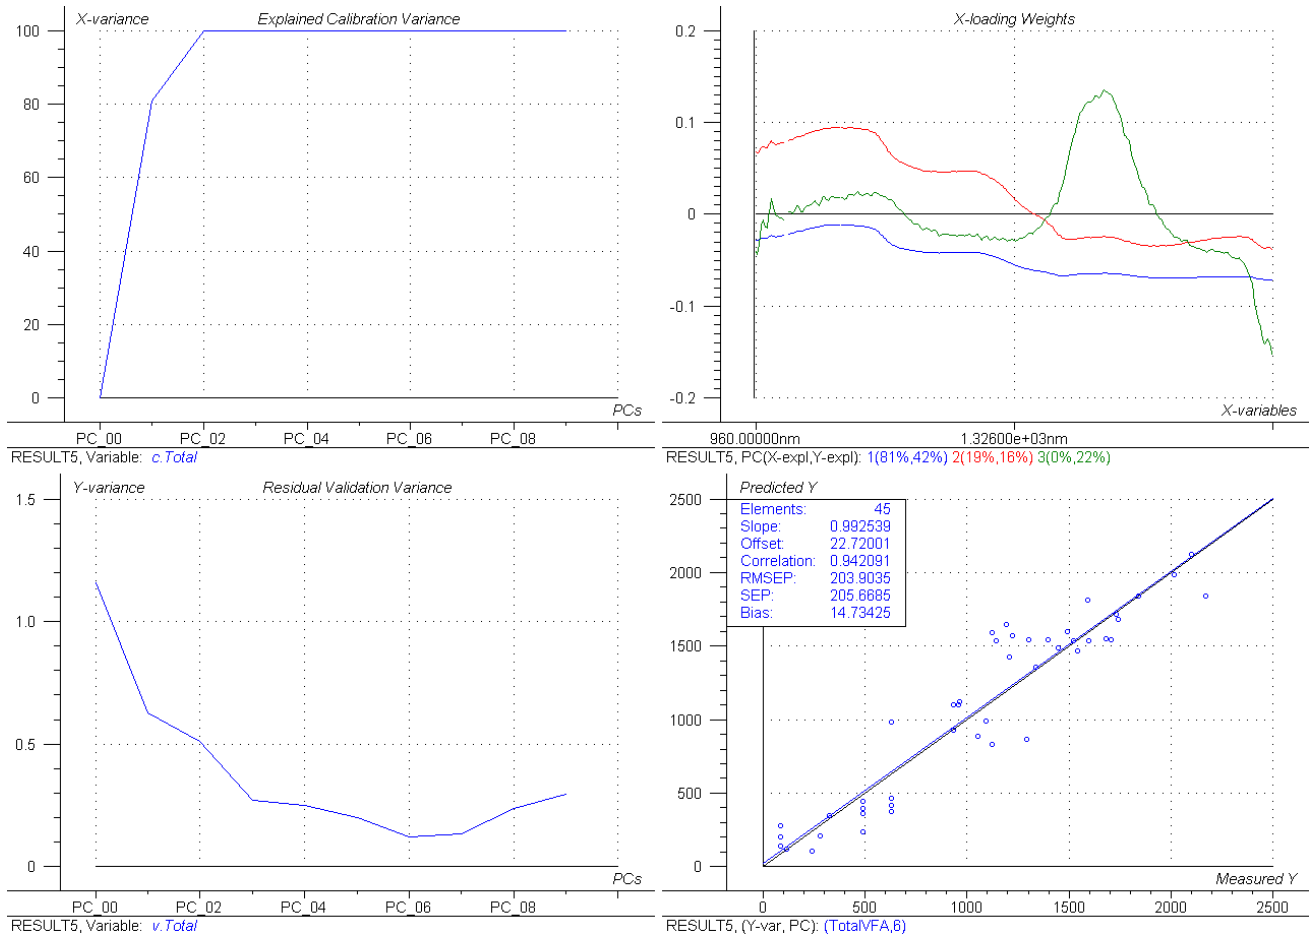 X-variance Explained Calibration Variance
100
80
60
40
20
0
PCs
PC_00 PC_02 PC_04 PC_06 PC_08
RESULT5, Variable: c.Total
X-loading Weights
0.2
0.1
0
-0.1
-0.2
X-variables
960.00000nm 1.32600e+03nm
RESULT5, PC(X-expl,Y-expl): 1(81%,42%) 2(19%,16%) 3(0%,22%)
Y-variance Residual Validation Variance
1.5
1.0
0.5
0
PCs
PC_00 PC_02 PC_04 PC_06 PC_08
RESULT5, Variable: v.Total
Predicted Y
2500
Elements: 45
Slope: 0.992539
Offset: 22.72001
Correlation: 0.942091
RMSEP: 203.9035
SEP: 205.6685
Bias: 14.73425
2000
1500
1000
500
0
Measured Y
0 500 1000 1500 2000 2500
RESULT5, (Y-var, PC): (TotalVFA,6)